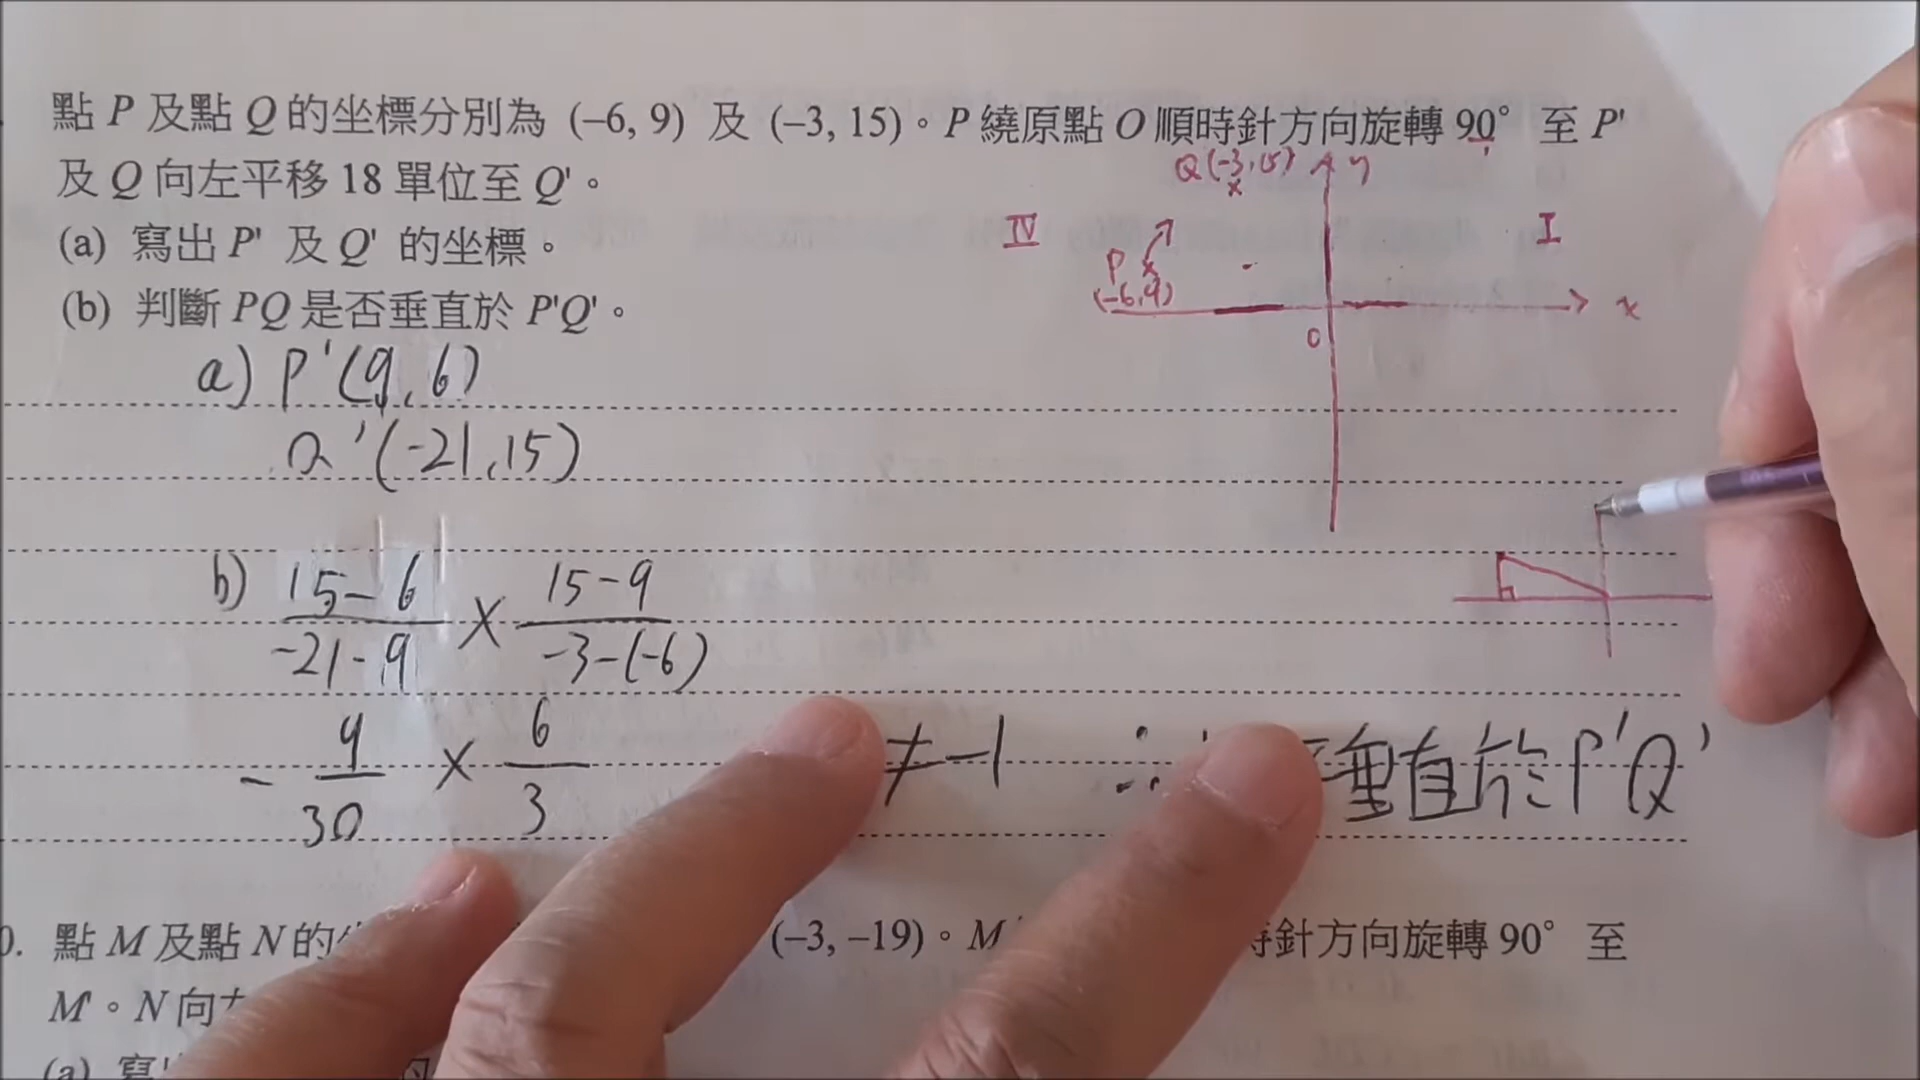 點 P 及點 Q 的坐標分別為 (–6, 9) 及 (–3, 15)。P 繞原點 O 順時針方向旋轉 90° 至 P'
及 Q 向左平移 18 單位至 Q'。
(a) 寫出 P' 及 Q' 的坐標。
(b) 判斷 PQ 是否垂直於 P'Q'。
Q(-3,15) y
x
IV I
P x
(-6,9)
x
O
a) P'(9,6)
Q'(-21,15)
b) 15-6 / -21-9 × 15-9 / -3-(-6)
- 9/30 × 6/3 ≠-1 ∴ 垂直於P'Q'
0. 點 M 及點 N 的 (–3, –19)。M 時針方向旋轉 90° 至
M'。N 向
(a) 寫